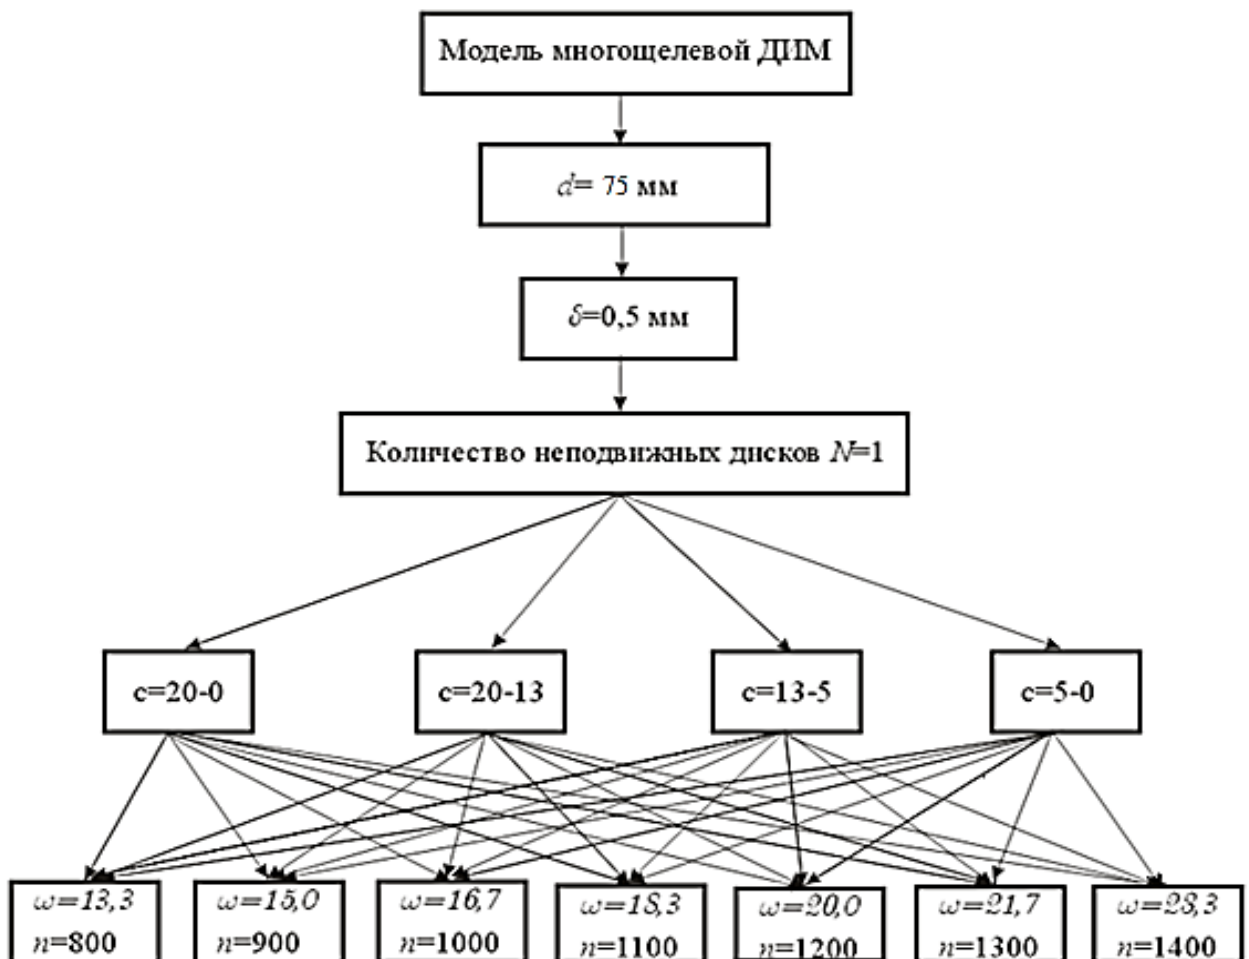 Модель многощелевой ДИМ
d= 75 мм
δ=0,5 мм
Количество неподвижных дисков N=1
c=20-0
c=20-13
c=13-5
c=5-0
ω=13,3
n=800
ω=15,0
n=900
ω=16,7
n=1000
ω=18,3
n=1100
ω=20,0
n=1200
ω=21,7
n=1300
ω=23,3
n=1400